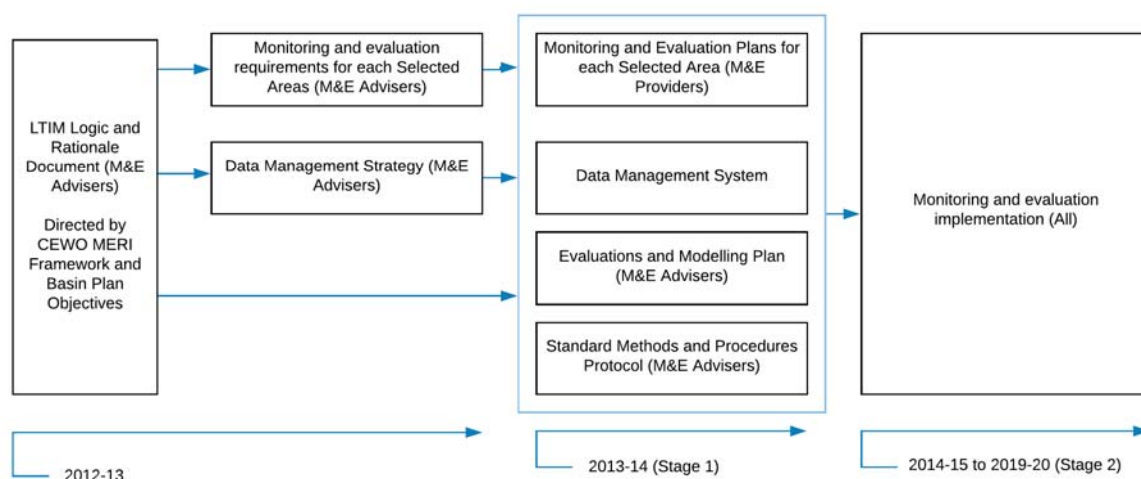 LTIM Logic and
Rationale
Document (M&E
Advisers)
Directed by
CEWO MERI
Framework and
Basin Plan
Objectives
Monitoring and evaluation
requirements for each Selected
Areas (M&E Advisers)
Data Management Strategy (M&E
Advisers)
Monitoring and Evaluation Plans for
each Selected Area (M&E
Providers)
Data Management System
Evaluations and Modelling Plan
(M&E Advisers)
Standard Methods and Procedures
Protocol (M&E Advisers)
Monitoring and evaluation
implementation (All)
2012-13
2013-14 (Stage 1)
2014-15 to 2019-20 (Stage 2)